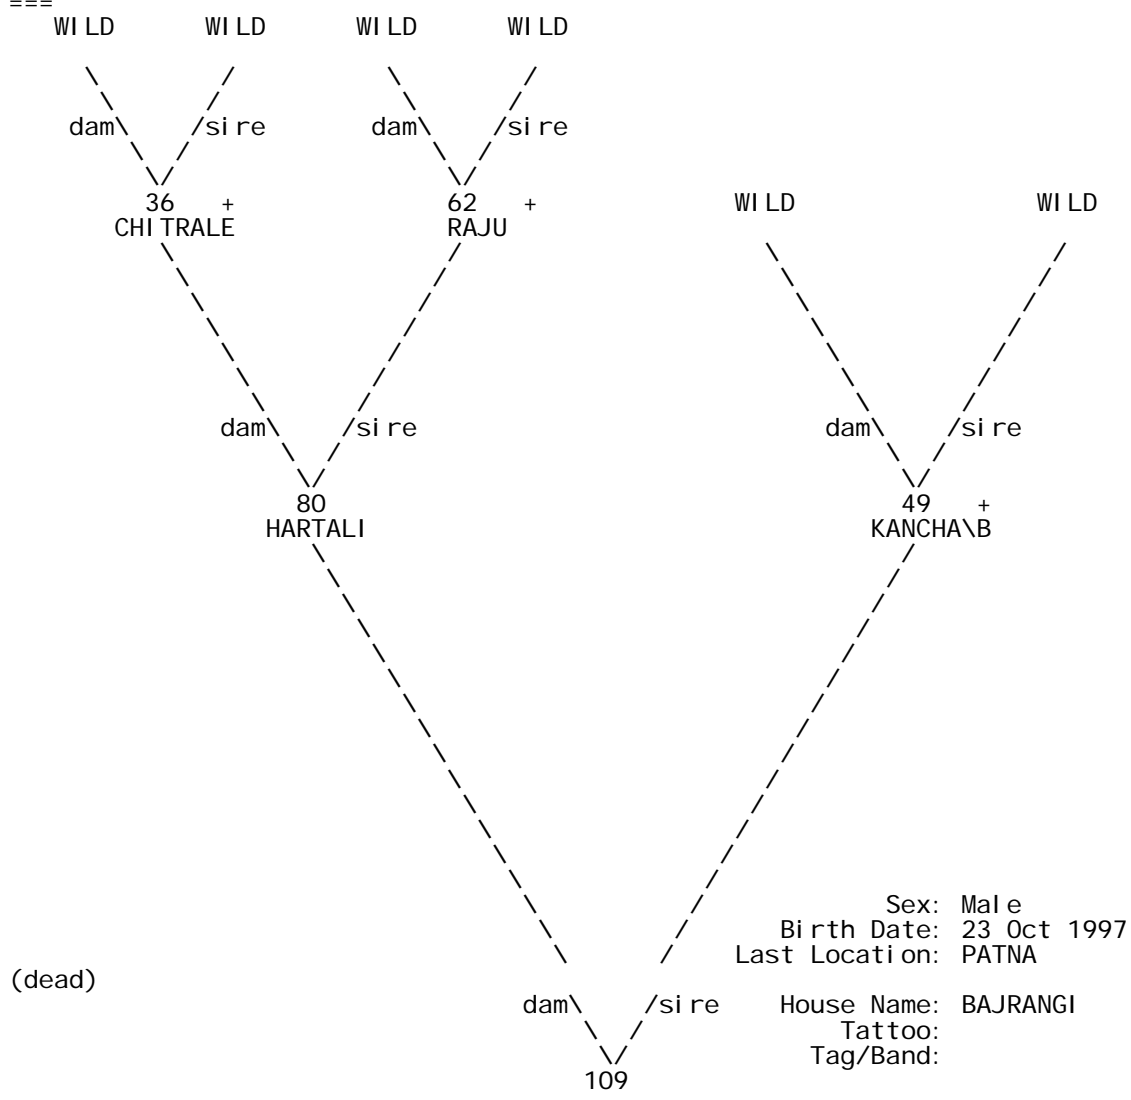 ===
WILD WILD WILD WILD
dam sire dam sire
36 + 62 + WILD WILD
CHITRALE RAJU
dam sire dam sire
80 49 +
HARTALI KANCHA\B
Sex: Male
Birth Date: 23 Oct 1997
Last Location: PATNA
(dead)
dam sire House Name: BAJRANGI
Tattoo:
Tag/Band:
109